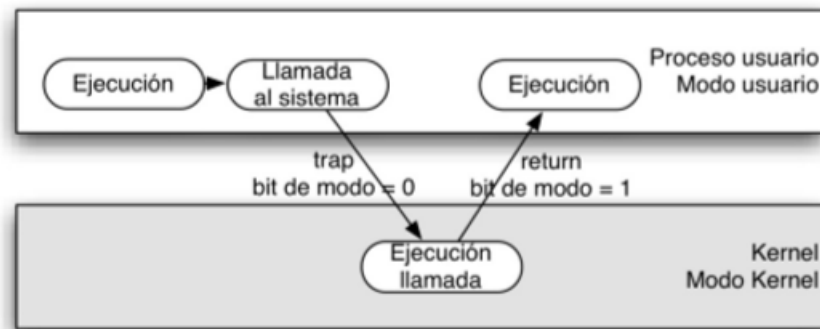 Ejecución
Llamada
al sistema
Ejecución
Proceso usuario
Modo usuario
trap
bit de modo = 0
return
bit de modo = 1
Ejecución
llamada
Kernel
Modo Kernel